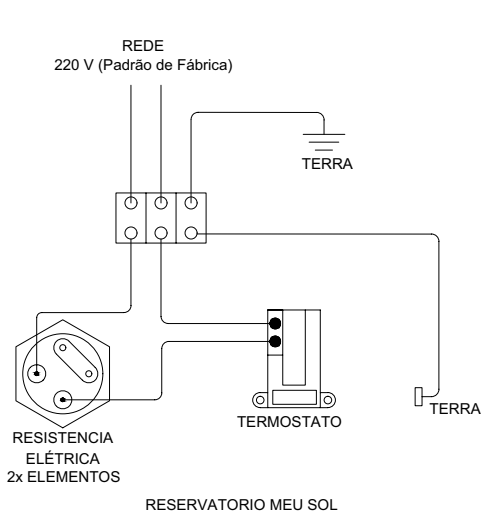 REDE
220 V (Padrão de Fábrica)
TERRA
TERMOSTATO
TERRA
RESISTENCIA
ELÉTRICA
2x ELEMENTOS
RESERVATORIO MEU SOL